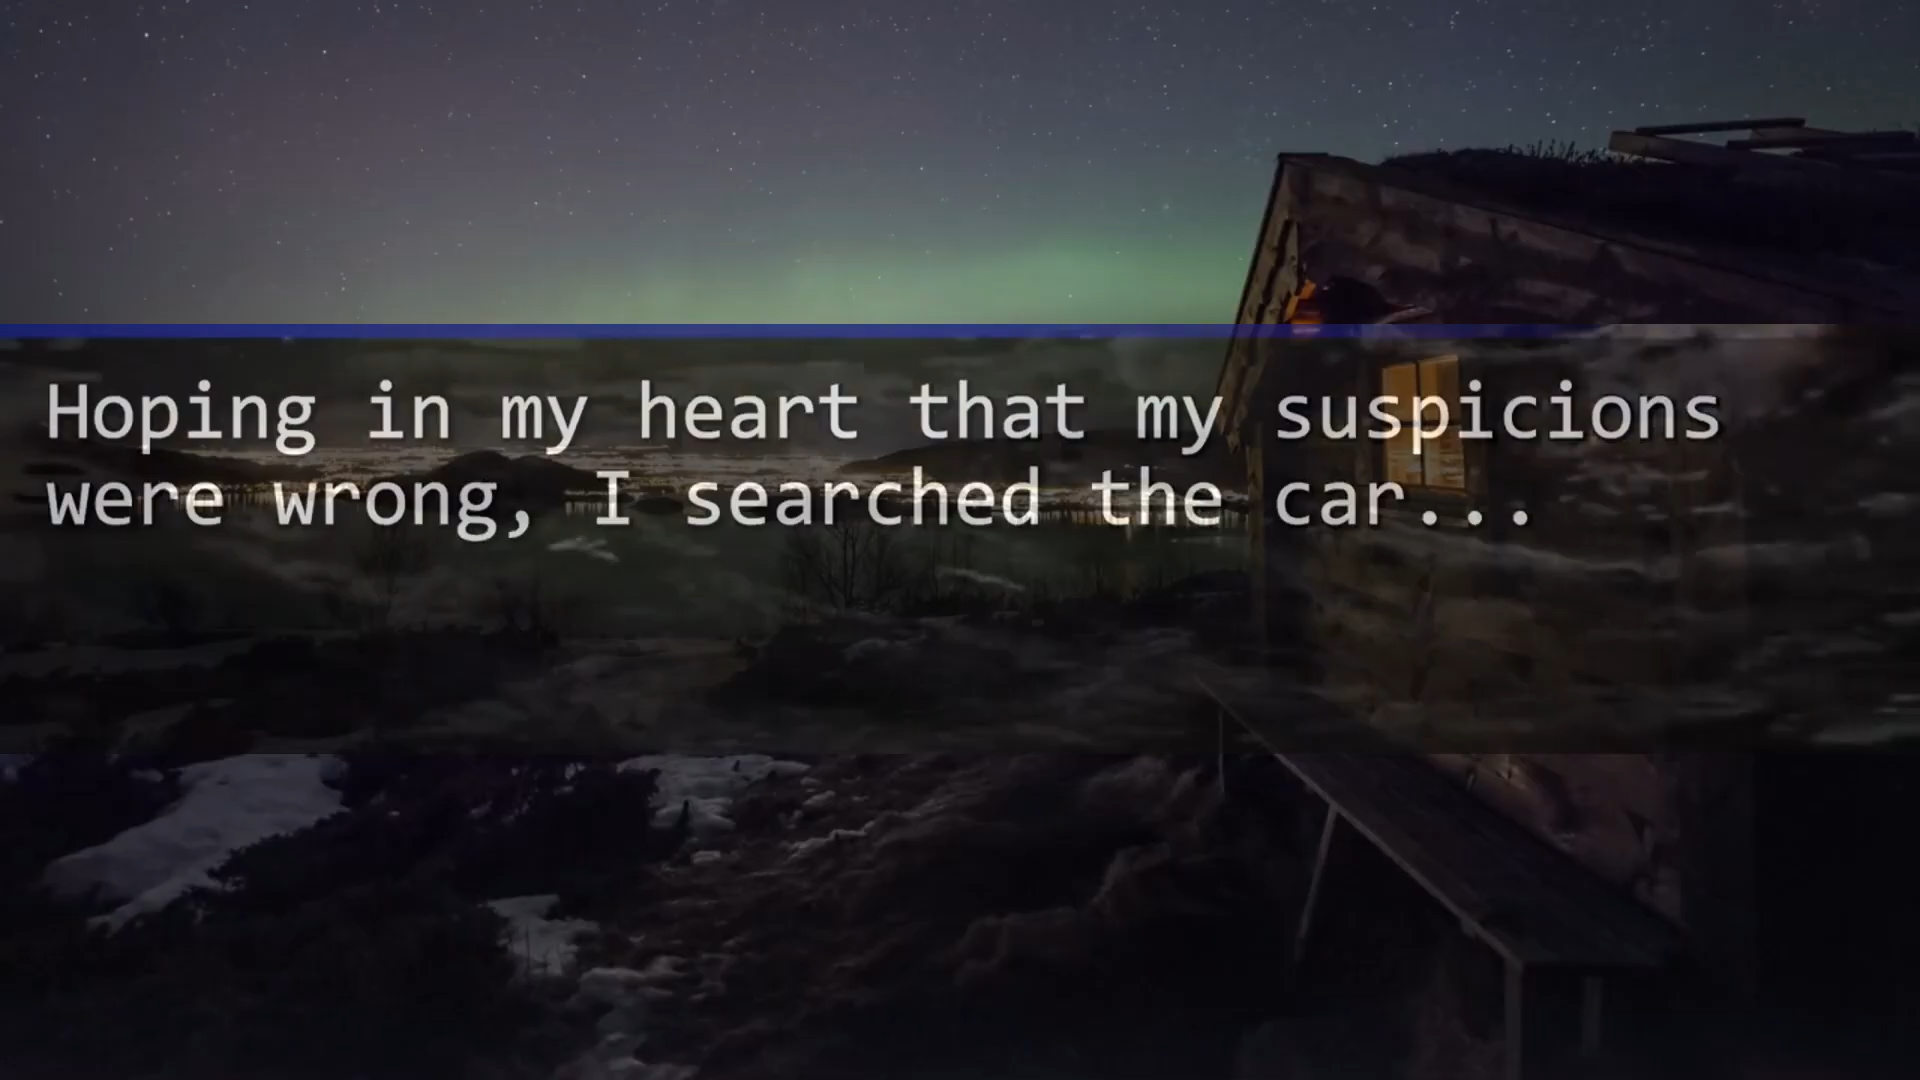 Hoping in my heart that my suspicions
were wrong, I searched the car...